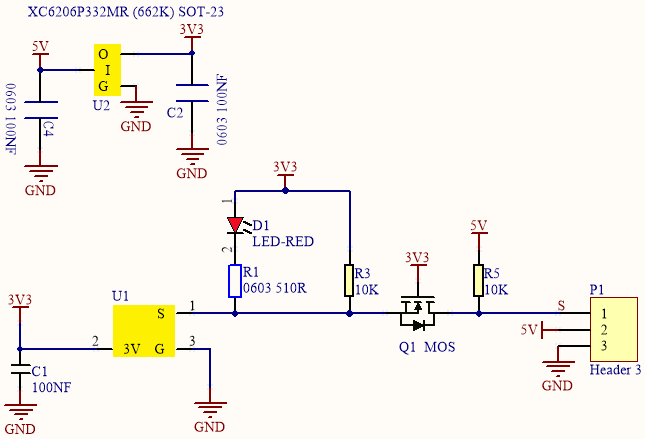 XC6206P332MR (662K) SOT-23
5V
3V3
O
I
G
U2
GND
C4
0603 100NF
GND
C2
0603 100NF
GND
3V3
1
D1
LED-RED
2
R1
0603 510R
R3
10K
3V3
Q1 MOS
5V
R5
10K
P1
S
1
5V
2
3
Header 3
GND
3V3
U1
S
1
2
3V
G
3
C1
100NF
GND
GND